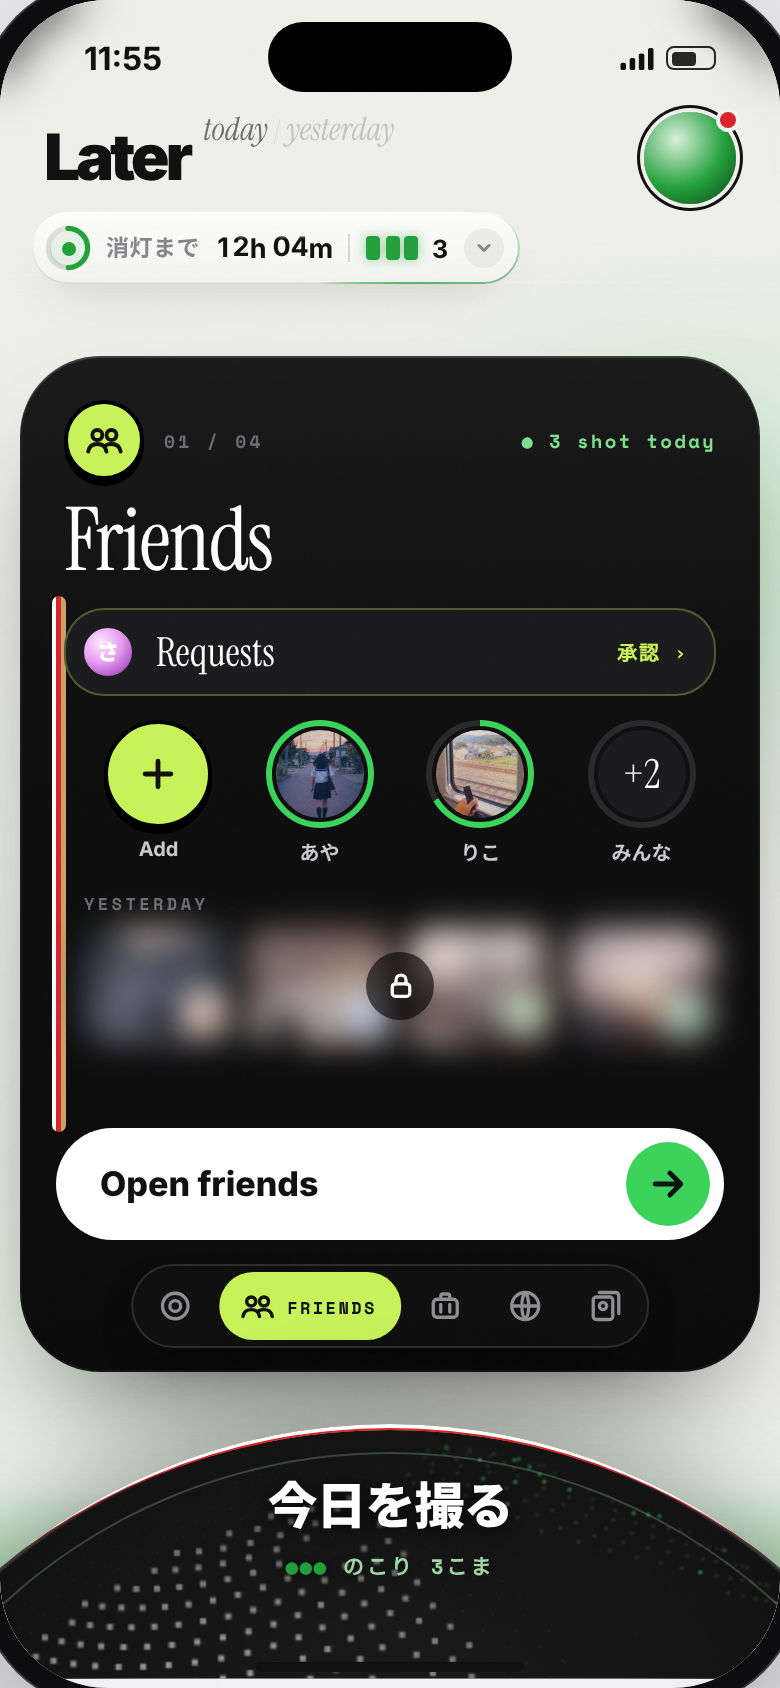 11:55
Later today / yesterday
消灯まで 12h 04m 3
01 / 04
3 shot today
Friends
さ Requests 承認 ›
+2
Add あや りこ みんな
YESTERDAY
Open friends
FRIENDS
今日を撮る
のこり 3こま